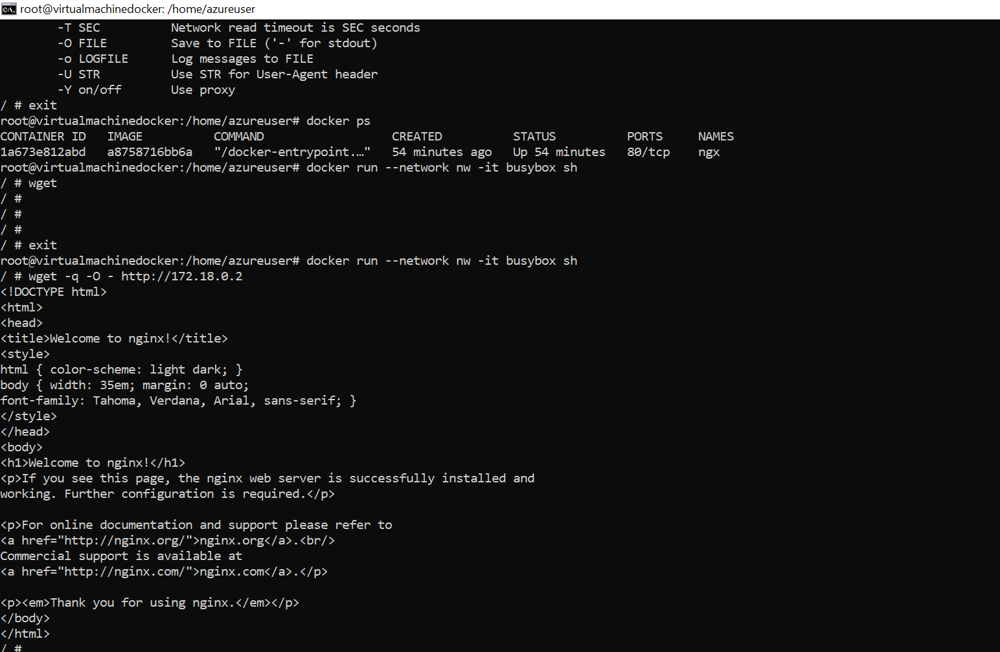 root@virtualmachinedocker: /home/azureuser
-T SEC          Network read timeout is SEC seconds
-O FILE         Save to FILE ('-' for stdout)
-o LOGFILE      Log messages to FILE
-U STR          Use STR for User-Agent header
-Y on/off       Use proxy
/ # exit
root@virtualmachinedocker:/home/azureuser# docker ps
CONTAINER ID   IMAGE          COMMAND                  CREATED          STATUS          PORTS     NAMES
1a673e812abd   a8758716bb6a   "/docker-entrypoint.…"   54 minutes ago   Up 54 minutes   80/tcp    ngx
root@virtualmachinedocker:/home/azureuser# docker run --network nw -it busybox sh
/ # wget
/ #
/ #
/ #
/ # exit
root@virtualmachinedocker:/home/azureuser# docker run --network nw -it busybox sh
/ # wget -q -O - http://172.18.0.2
<!DOCTYPE html>
<html>
<head>
<title>Welcome to nginx!</title>
<style>
html { color-scheme: light dark; }
body { width: 35em; margin: 0 auto;
font-family: Tahoma, Verdana, Arial, sans-serif; }
</style>
</head>
<body>
<h1>Welcome to nginx!</h1>
<p>If you see this page, the nginx web server is successfully installed and
working. Further configuration is required.</p>

<p>For online documentation and support please refer to
<a href="http://nginx.org/">nginx.org</a>.<br/>
Commercial support is available at
<a href="http://nginx.com/">nginx.com</a>.</p>

<p><em>Thank you for using nginx.</em></p>
</body>
</html>
/ #